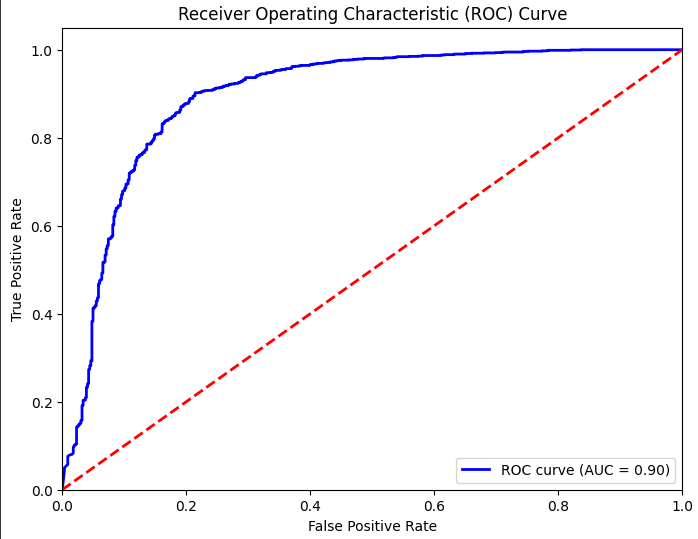 Receiver Operating Characteristic (ROC) Curve
1.0
0.8
0.6
0.4
0.2
0.0
True Positive Rate
ROC curve (AUC = 0.90)
0.0 0.2 0.4 0.6 0.8 1.0
False Positive Rate